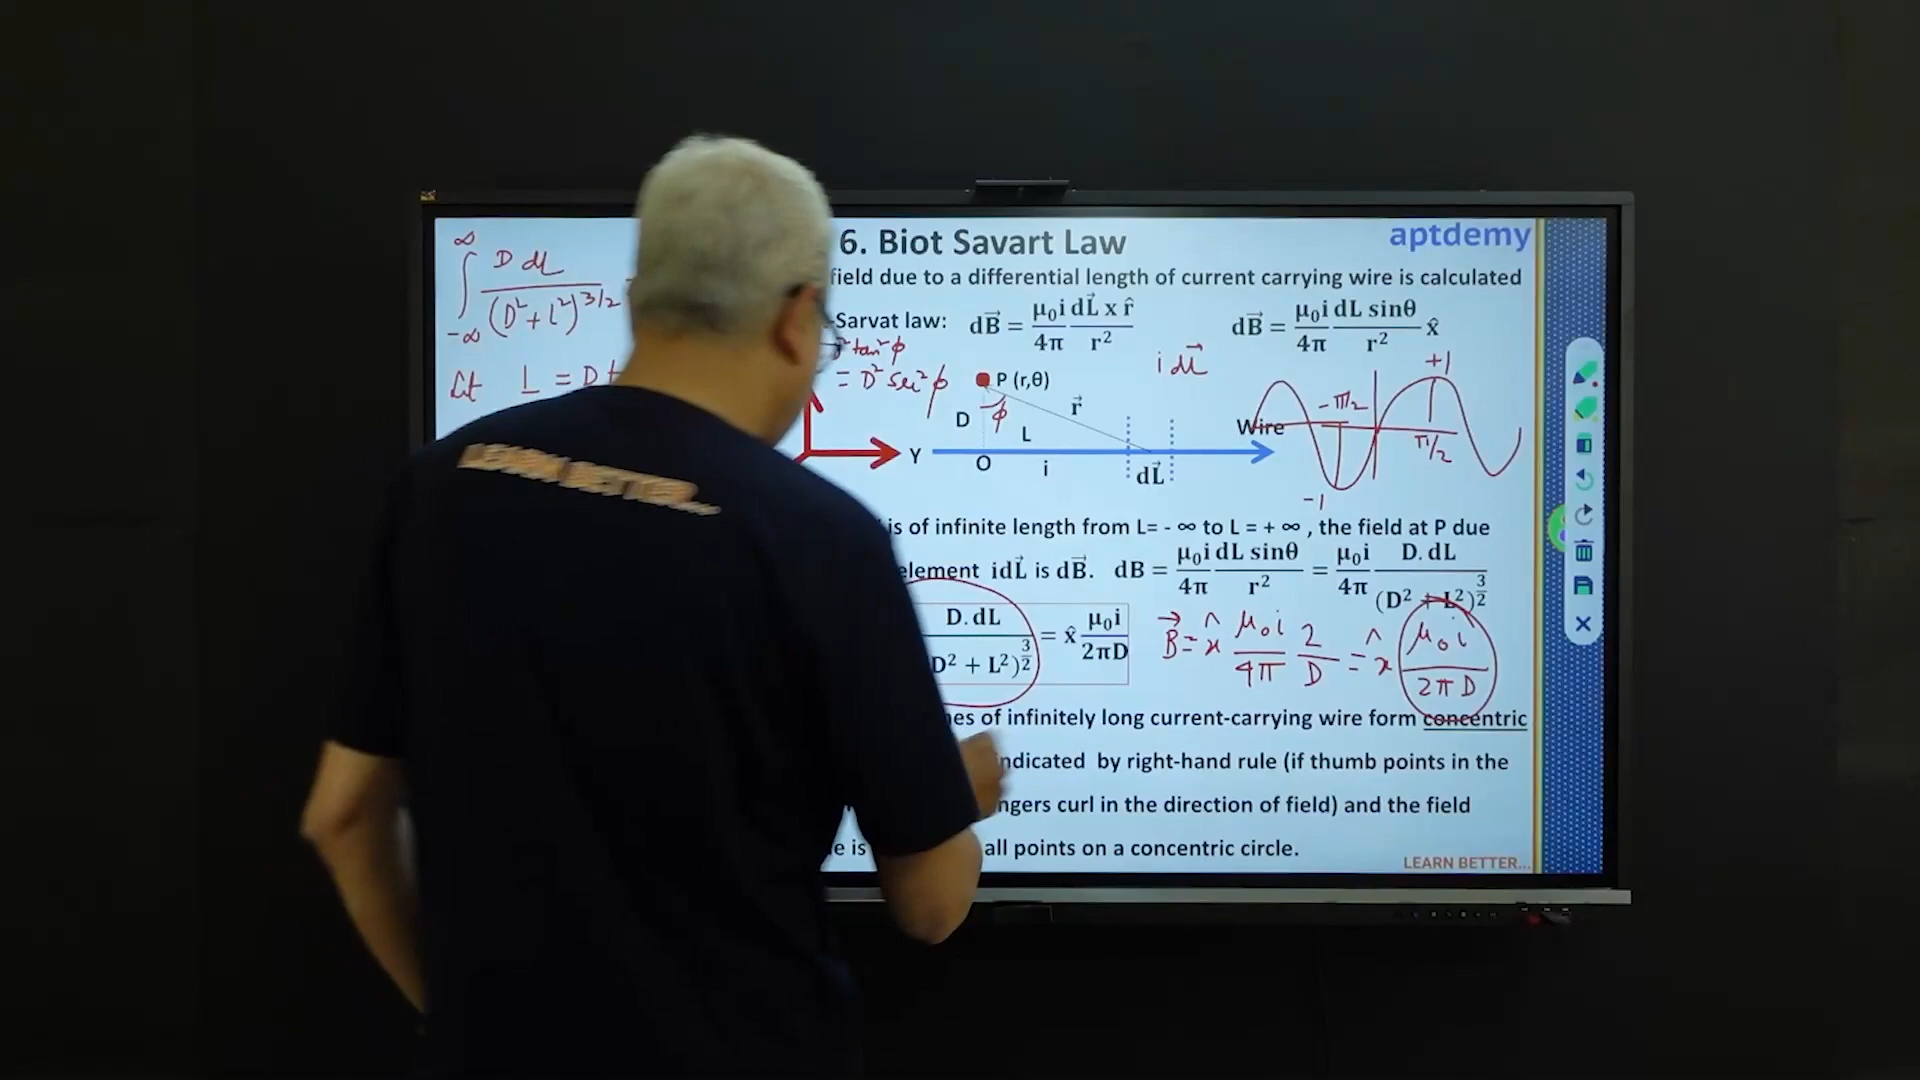 6. Biot Savart Law
aptdemy
field due to a differential length of current carrying wire is calculated
-Sarvat law: dB⃗ = μ₀i/4π dL⃗ x r̂/r² dB⃗ = μ₀i/4π dL sinθ/r² x̂
∫ -∞ ∞ D dL/(D²+L²)^3/2
Let L = D
tan²φ
= D² sec²φ
P (r,θ)
i dL⃗
D φ r⃗
L
Y O i dL⃗
Wire
+1
-π/2
π/2
-1
is of infinite length from L= - ∞ to L = + ∞ , the field at P due
element idL⃗ is dB⃗. dB = μ₀i/4π dL sinθ/r² = μ₀i/4π D.dL/(D² + L²)^3/2
D.dL/(D² + L²)^3/2 = x̂ μ₀i/2πD
B⃗ = x̂ μ₀i/4π 2/D = x̂ μ₀i/2πD
of infinitely long current-carrying wire form concentric
indicated by right-hand rule (if thumb points in the
curl in the direction of field) and the field
is all points on a concentric circle.
LEARN BETTER...
LEARN BETTER....